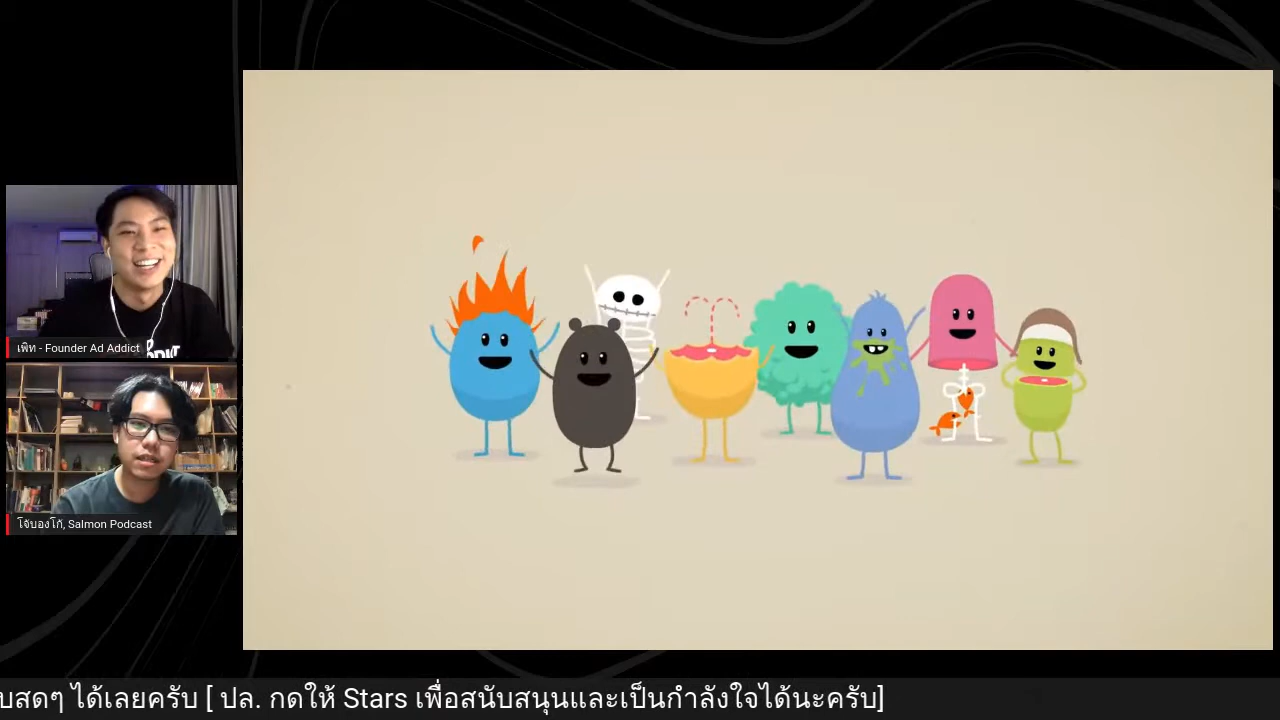 เพิท - Founder Ad Addict
โจ้บองโก้, Salmon Podcast
บสดๆ ได้เลยครับ [ ปล. กดให้ Stars เพื่อสนับสนุนและเป็นกำลังใจได้นะครับ]